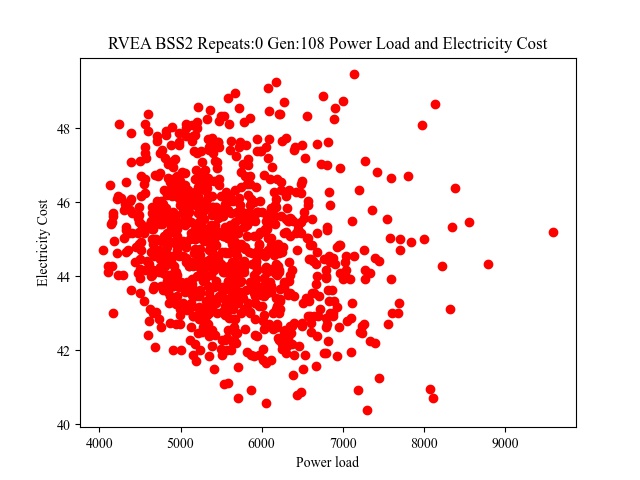 RVEA BSS2 Repeats:0 Gen:108 Power Load and Electricity Cost
48
46
44
42
40
Electricity Cost
4000 5000 6000 7000 8000 9000
Power load